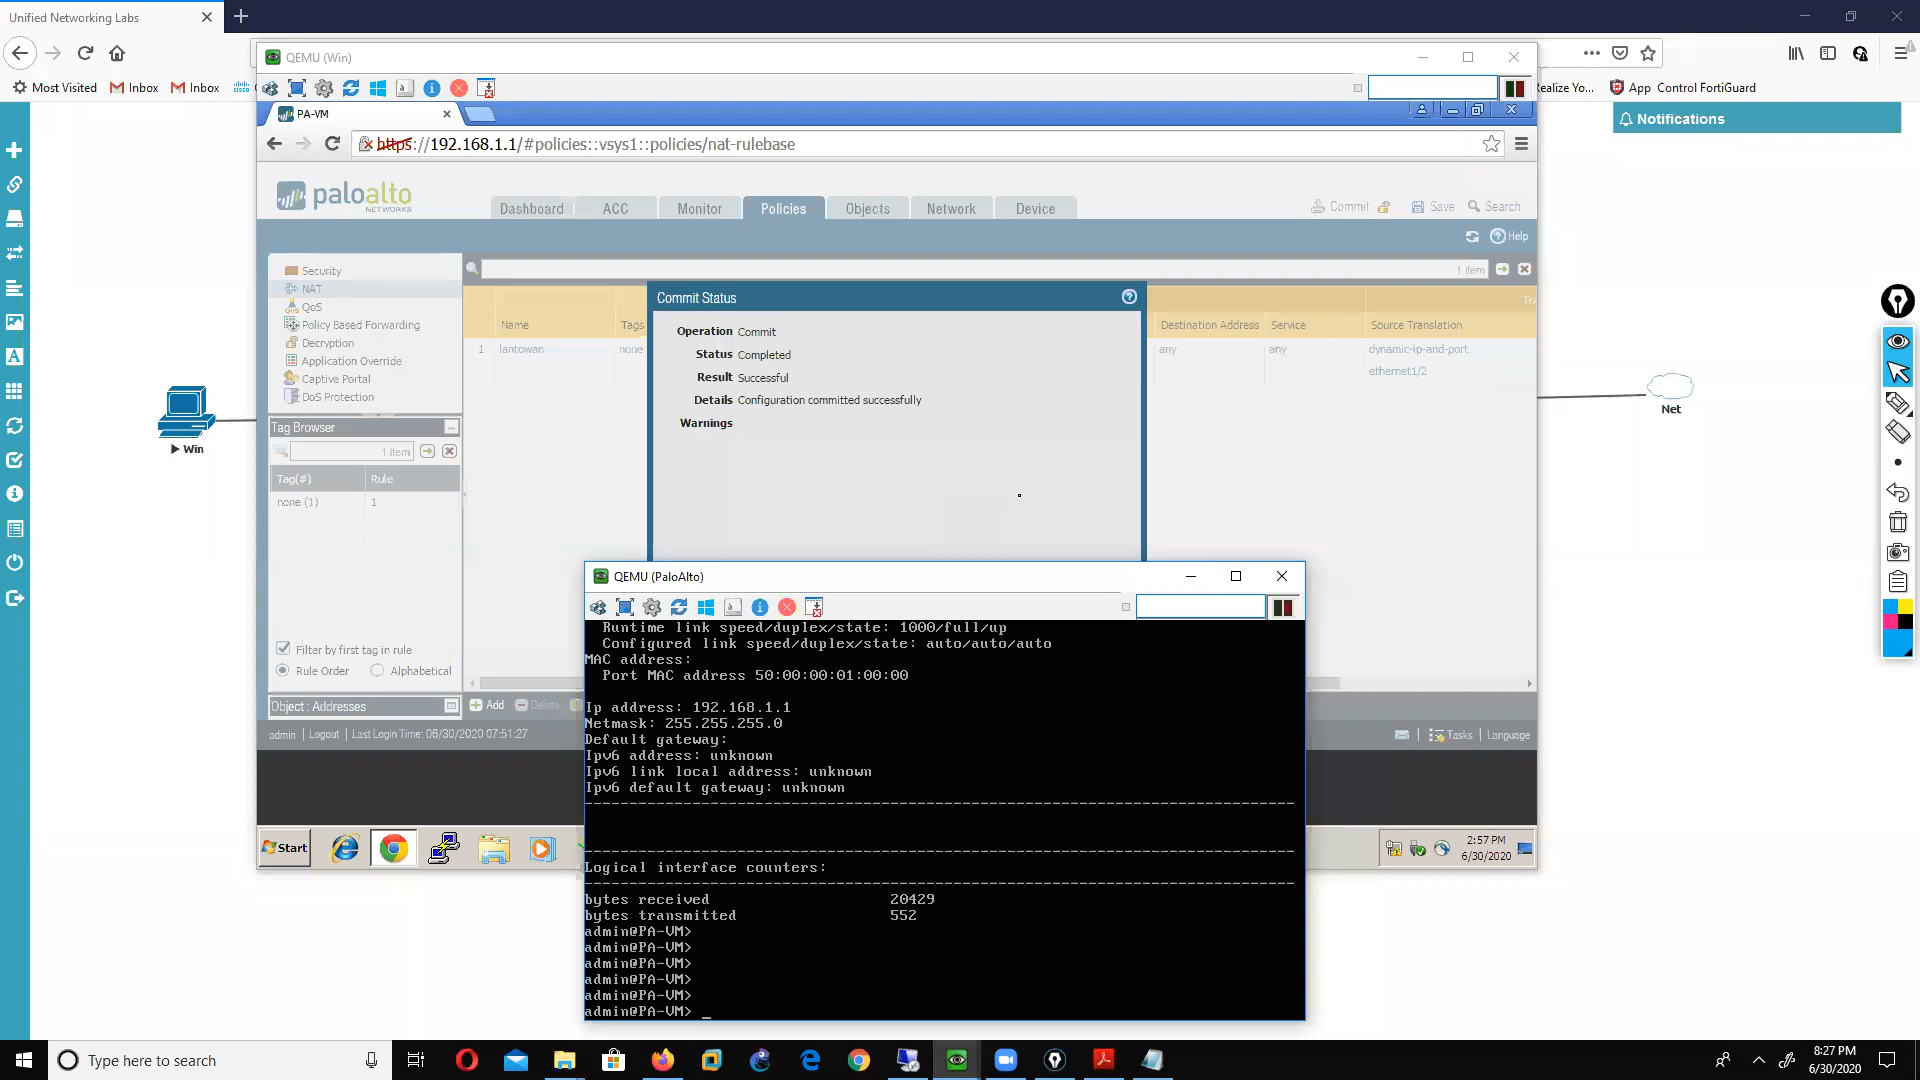 Unified Networking Labs
Most Visited
Inbox
Inbox
Realize Yo...
App Control FortiGuard
QEMU (Win)
PA-VM
https://192.168.1.1/#policies::vsys1::policies/nat-rulebase
Notifications
paloalto
NETWORKS
Dashboard
ACC
Monitor
Policies
Objects
Network
Device
Commit
Save
Search
Help
Security
NAT
QoS
Policy Based Forwarding
Decryption
Application Override
Captive Portal
DoS Protection
1 item
Name
Tags
Destination Address
Service
Source Translation
1
lantowan
none
any
any
dynamic-ip-and-port
ethernet1/2
Commit Status
Operation Commit
Status Completed
Result Successful
Details Configuration committed successfully
Warnings
Win
Net
Tag Browser
1 item
Tag(#)
Rule
none (1)
1
Filter by first tag in rule
Rule Order
Alphabetical
Object : Addresses
Add
Delete
admin | Logout | Last Login Time: 06/30/2020 07:51:27
Tasks | Language
Start
2:57 PM
6/30/2020
QEMU (PaloAlto)
Runtime link speed/duplex/state: 1000/full/up
Configured link speed/duplex/state: auto/auto/auto
MAC address:
Port MAC address 50:00:00:01:00:00
Ip address: 192.168.1.1
Netmask: 255.255.255.0
Default gateway:
Ipv6 address: unknown
Ipv6 link local address: unknown
Ipv6 default gateway: unknown
--------------------------------------------------------------------------------
--------------------------------------------------------------------------------
Logical interface counters:
--------------------------------------------------------------------------------
bytes received 20429
bytes transmitted 552
admin@PA-VM>
admin@PA-VM>
admin@PA-VM>
admin@PA-VM>
admin@PA-VM>
admin@PA-VM> _
Type here to search
8:27 PM
6/30/2020